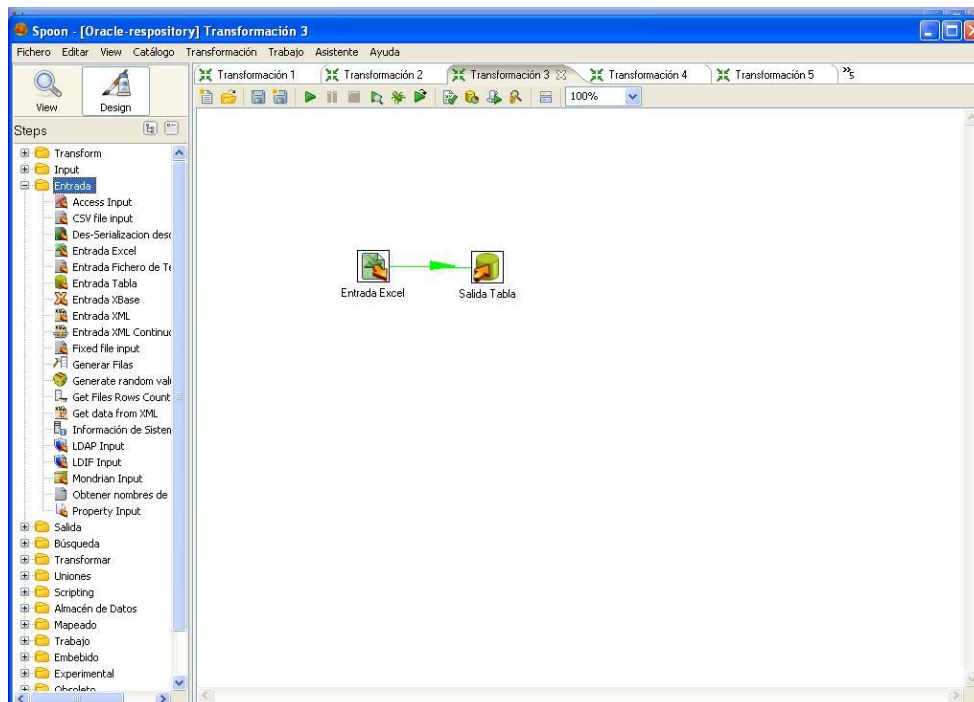 Spoon - [Oracle-respository] Transformación 3
Fichero Editar View Catálogo Transformación Trabajo Asistente Ayuda
View Design
Steps
Transform
Input
Entrada
Access Input
CSV file input
Des-Serializacion desc
Entrada Excel
Entrada Fichero de Te
Entrada Tabla
Entrada XBase
Entrada XML
Entrada XML Continuo
Fixed file input
Generar Filas
Generate random valu
Get Files Rows Count
Get data from XML
Información de Sistem
LDAP Input
LDIF Input
Mondrian Input
Obtener nombres de
Property Input
Salida
Búsqueda
Transformar
Uniones
Scripting
Almacén de Datos
Mapeado
Trabajo
Embebido
Experimental
Obsoleto
Transformación 1 Transformación 2 Transformación 3 Transformación 4 Transformación 5 »5
100%
Entrada Excel Salida Tabla